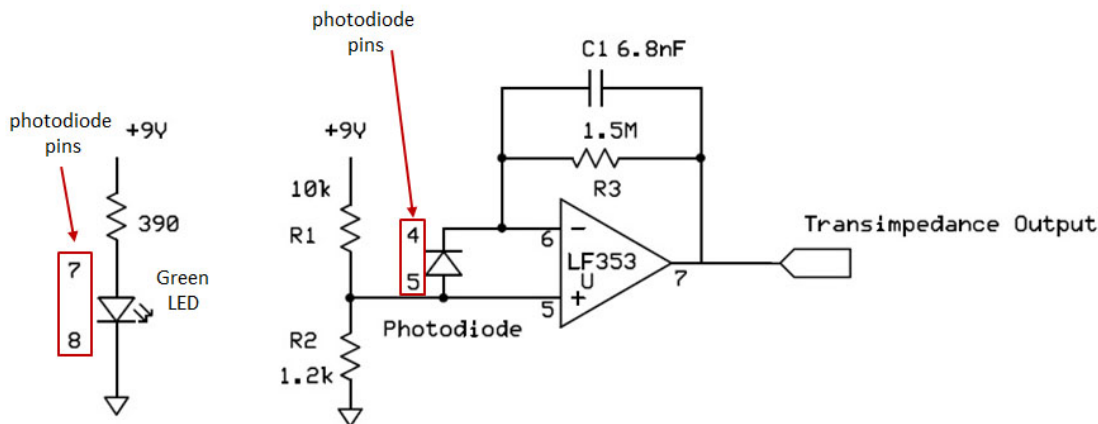 photodiode
pins
+9V
390
7
8
Green
LED
photodiode
pins
+9V
10k
R1
R2
1.2k
4
5
Photodiode
C1 6.8nF
1.5M
R3
6
-
LF353
U
5
+
7
Transimpedance Output